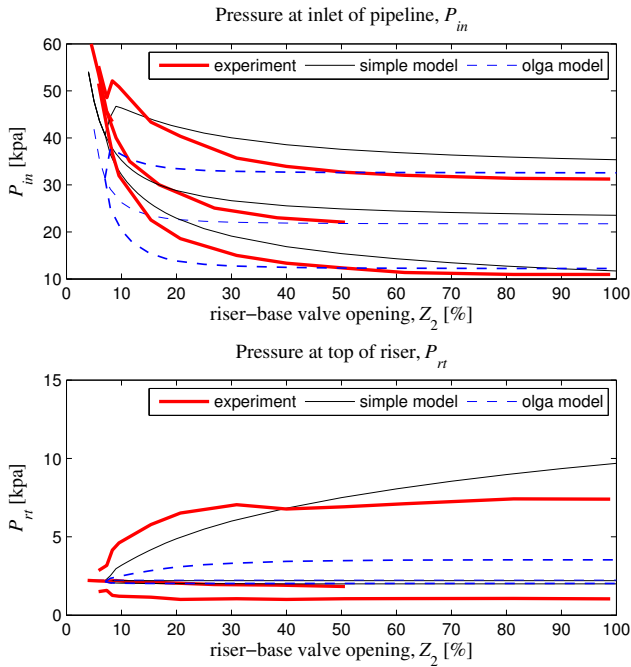 Pressure at inlet of pipeline, P_in
60
experiment simple model olga model
50
40
30
20
10
P_in [kpa]
0 10 20 30 40 50 60 70 80 90 100
riser−base valve opening, Z_2 [%]
Pressure at top of riser, P_rt
15
experiment simple model olga model
10
5
0
P_rt [kpa]
0 10 20 30 40 50 60 70 80 90 100
riser−base valve opening, Z_2 [%]